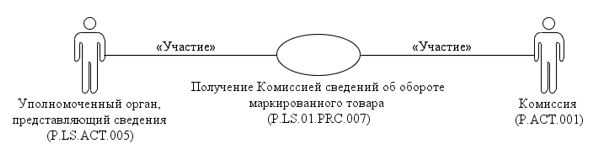 «Участие»
«Участие»
Уполномоченный орган,
представляющий сведения
(P.LS.ACT.005)
Получение Комиссией сведений об обороте
маркированного товара
(P.LS.01.PRC.007)
Комиссия
(P.ACT.001)